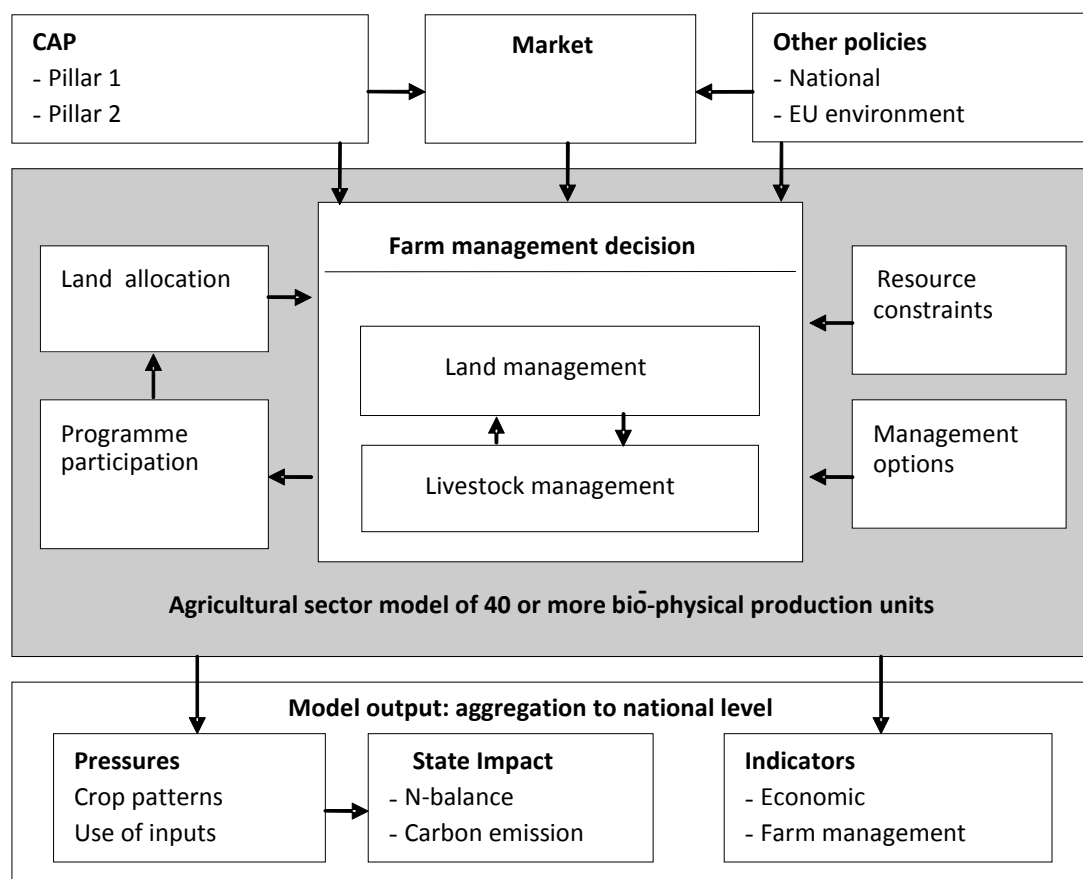 CAP
- Pillar 1
- Pillar 2
Market
Other policies
- National
- EU environment
Farm management decision
Land allocation
Programme
participation
Land management
Livestock management
Resource
constraints
Management
options
Agricultural sector model of 40 or more bio̅-physical production units
Model output: aggregation to national level
Pressures
Crop patterns
Use of inputs
State Impact
- N-balance
- Carbon emission
Indicators
- Economic
- Farm management